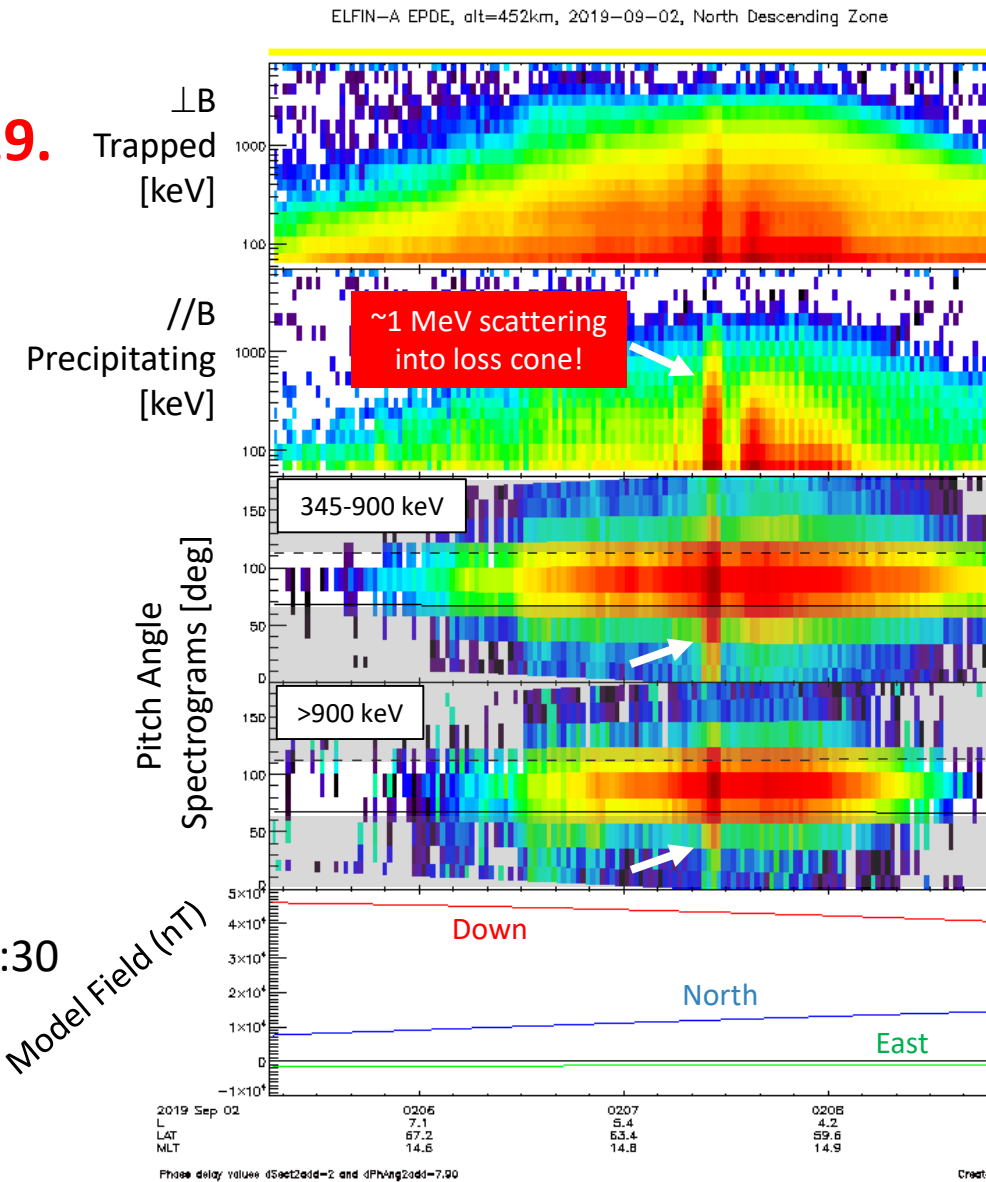 ELFIN-A EPDE, alt=452km, 2019-09-02, North Descending Zone
9.
⊥B
Trapped
[keV]
1000
100
//B
Precipitating
[keV]
1000
100
~1 MeV scattering
into loss cone!
Pitch Angle
Spectrograms [deg]
345-900 keV
150
100
50
0
>900 keV
150
100
50
0
:30
Model Field (nT)
5×10⁴
4×10⁴
3×10⁴
2×10⁴
1×10⁴
0
-1×10⁴
Down
North
East
2019 Sep 02 0206 0207 0208
L 7.1 5.4 4.2
LAT 67.2 63.4 59.6
MLT 14.6 14.8 14.9
Phase delay values dSect2add=2 and dPhAng2add=7.90
Creat